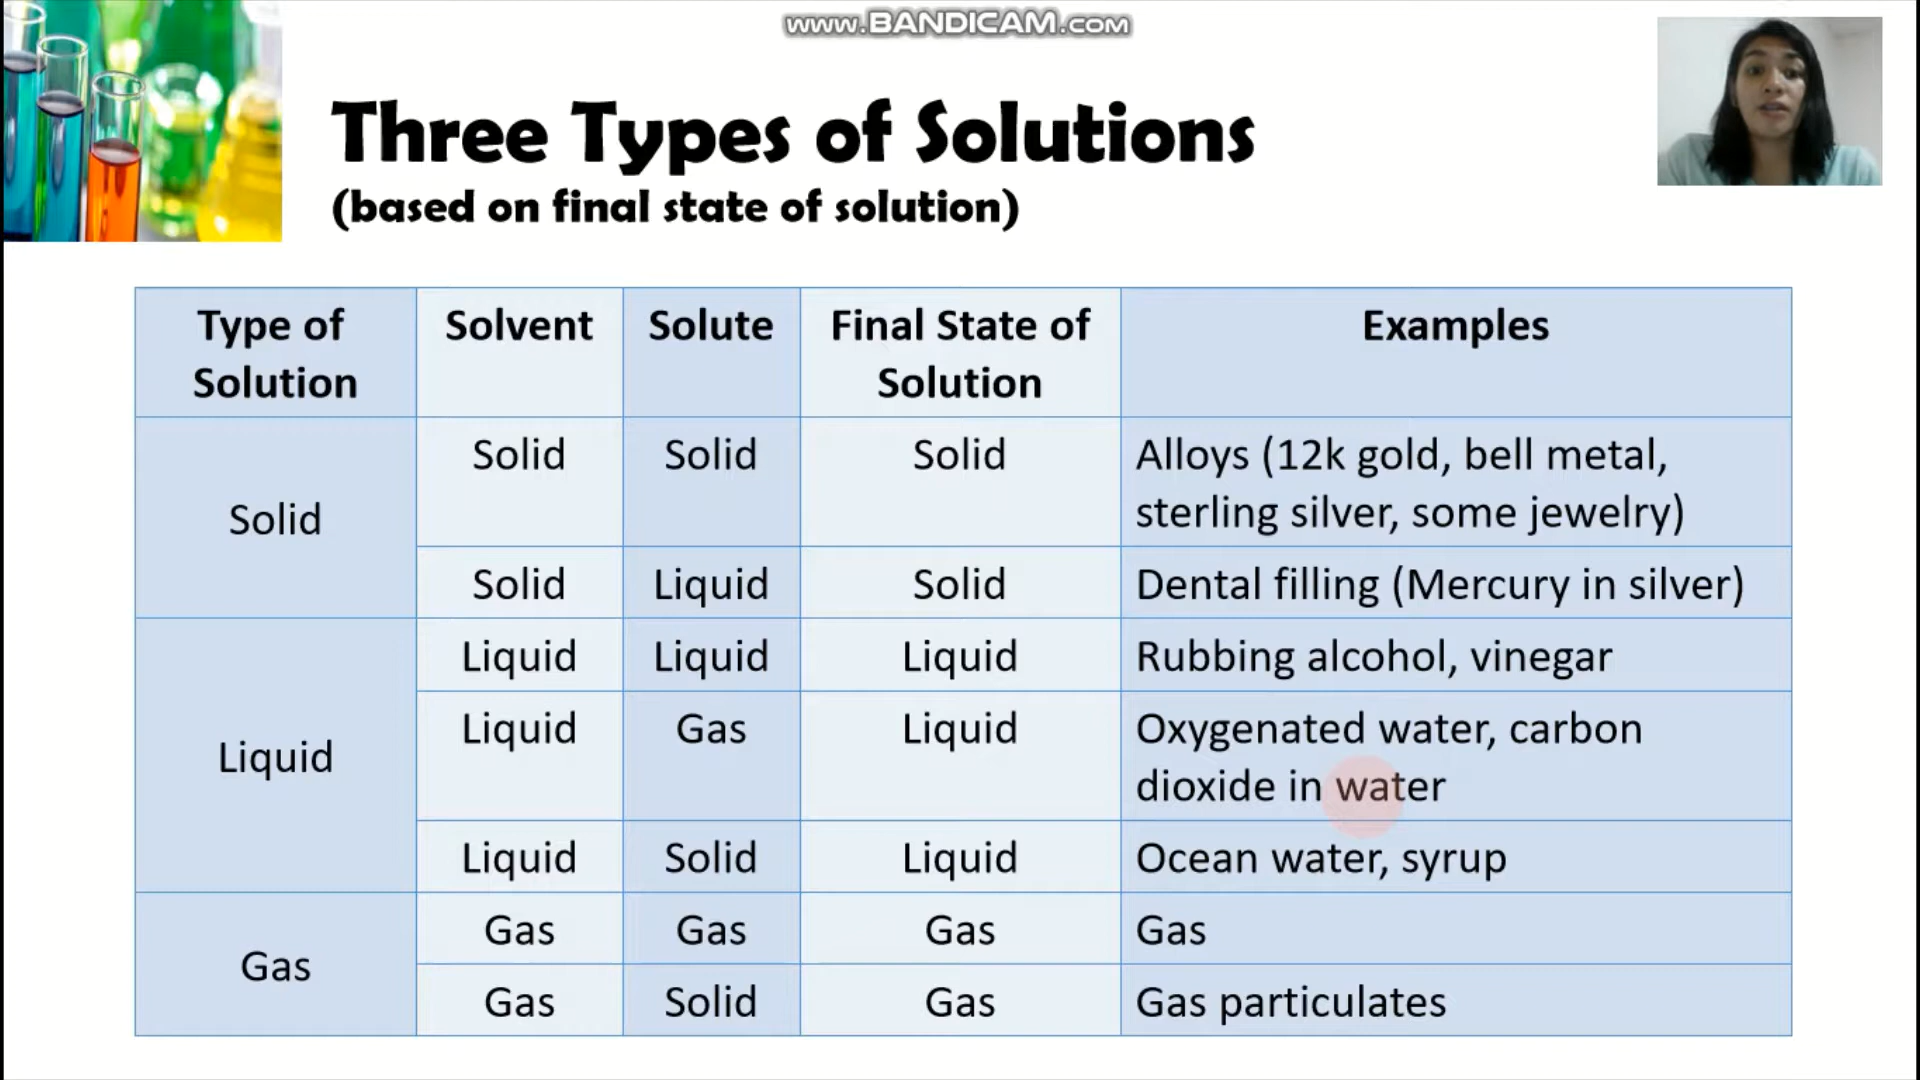 www.BANDICAM.com
Three Types of Solutions
(based on final state of solution)
Type of Solvent Solute Final State of Examples
Solution Solution
Solid Solid Solid Solid Alloys (12k gold, bell metal,
sterling silver, some jewelry)
Solid Liquid Solid Dental filling (Mercury in silver)
Liquid Liquid Liquid Liquid Rubbing alcohol, vinegar
Liquid Gas Liquid Oxygenated water, carbon
dioxide in water
Liquid Solid Liquid Ocean water, syrup
Gas Gas Gas Gas Gas
Gas Solid Gas Gas particulates